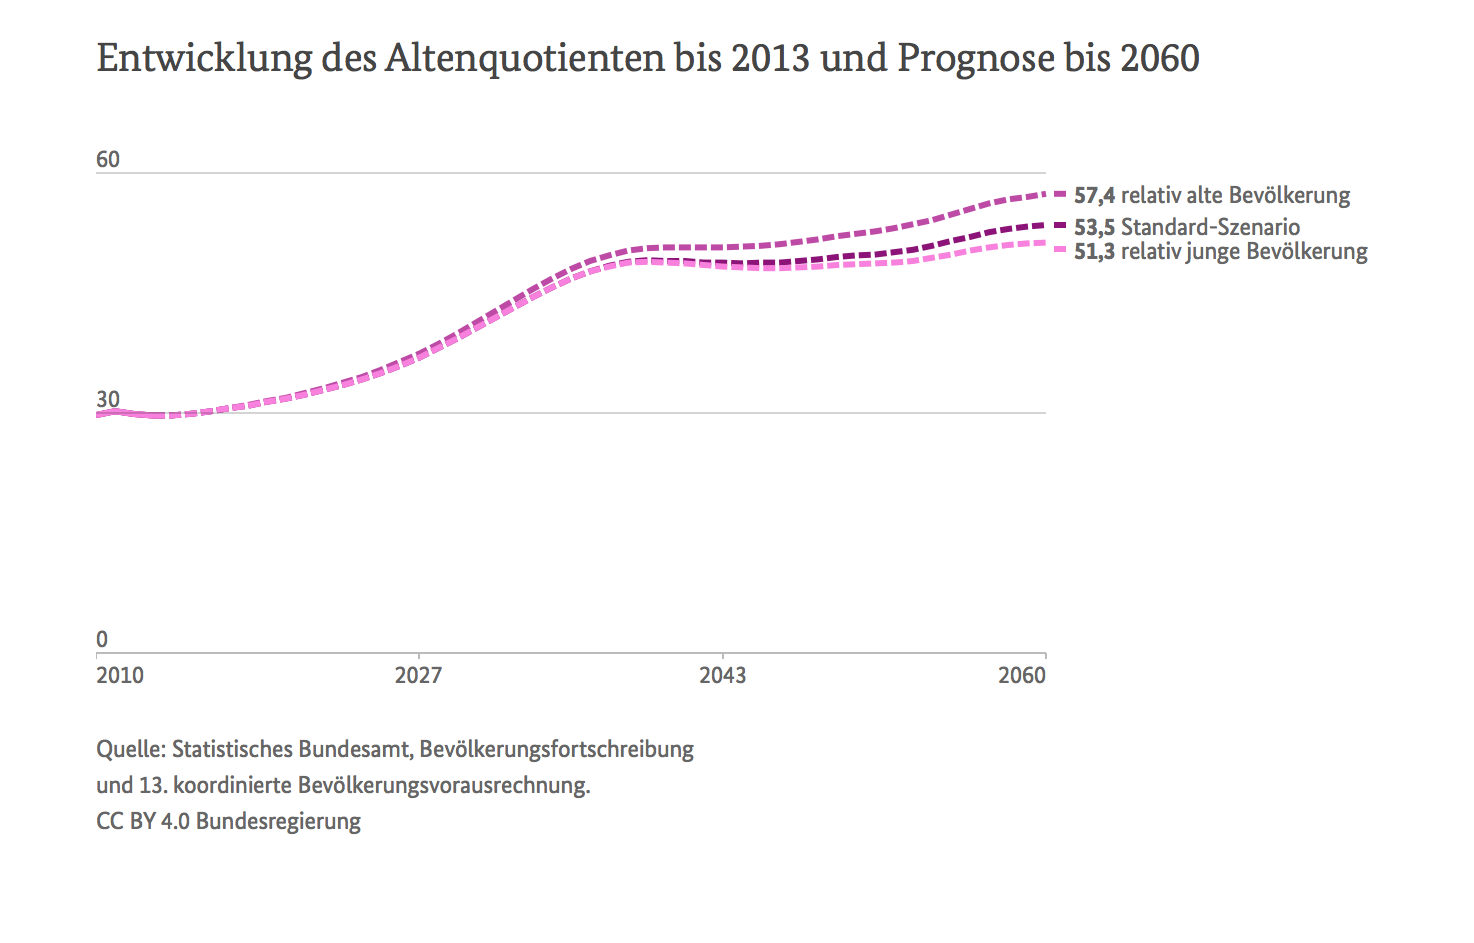 Entwicklung des Altenquotienten bis 2013 und Prognose bis 2060
60
57,4 relativ alte Bevölkerung
53,5 Standard-Szenario
51,3 relativ junge Bevölkerung
30
0
2010 2027 2043 2060
Quelle: Statistisches Bundesamt, Bevölkerungsfortschreibung
und 13. koordinierte Bevölkerungsvorausrechnung.
CC BY 4.0 Bundesregierung